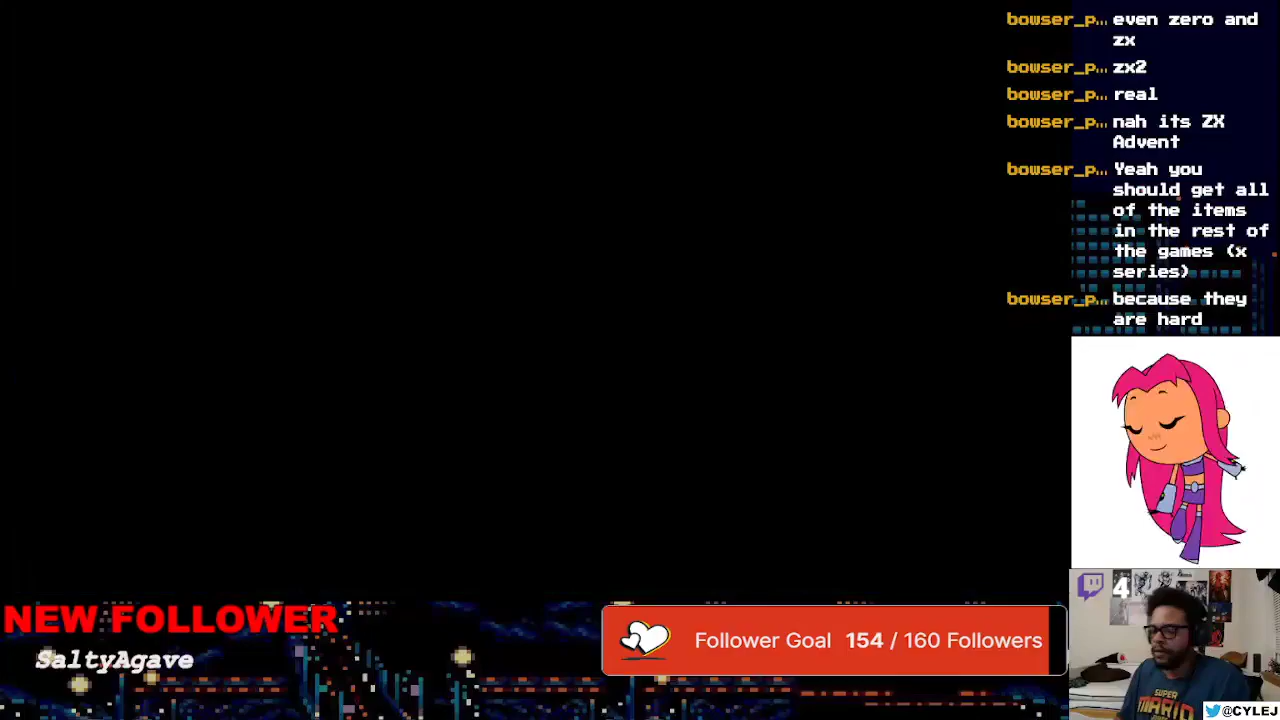 bowser_p… even zero and
zx
bowser_p… zx2
bowser_p… real
bowser_p… nah its ZX
Advent
bowser_p… Yeah you
should get all
of the items
in the rest of
the games (x
series)
bowser_p… because they
are hard
4
NEW FOLLOWER
SaltyAgave
Follower Goal 154 / 160 Followers
SUPER
MARIO
@CYLEJ